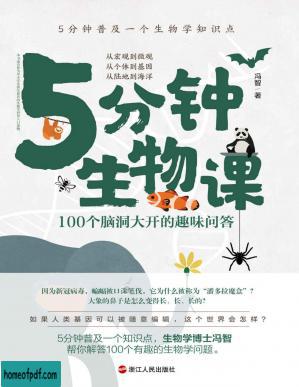 5分钟普及一个生物学知识点
从宏观到微观
从个体到基因
从陆地到海洋
冯智 著
5分钟
生物课
100个脑洞大开的趣味问答
因为新冠病毒，蝙蝠被口诛笔伐，它为什么被称为“潘多拉魔盒”？
大象的鼻子是怎么变得长、长、长的？
如果人类基因可以被随意编辑，这个世界会怎样？
5分钟普及一个知识点，生物学博士冯智
帮你解答100个有趣的生物学问题。
浙江人民出版社
homeofpdf.com
homeofpdf.com